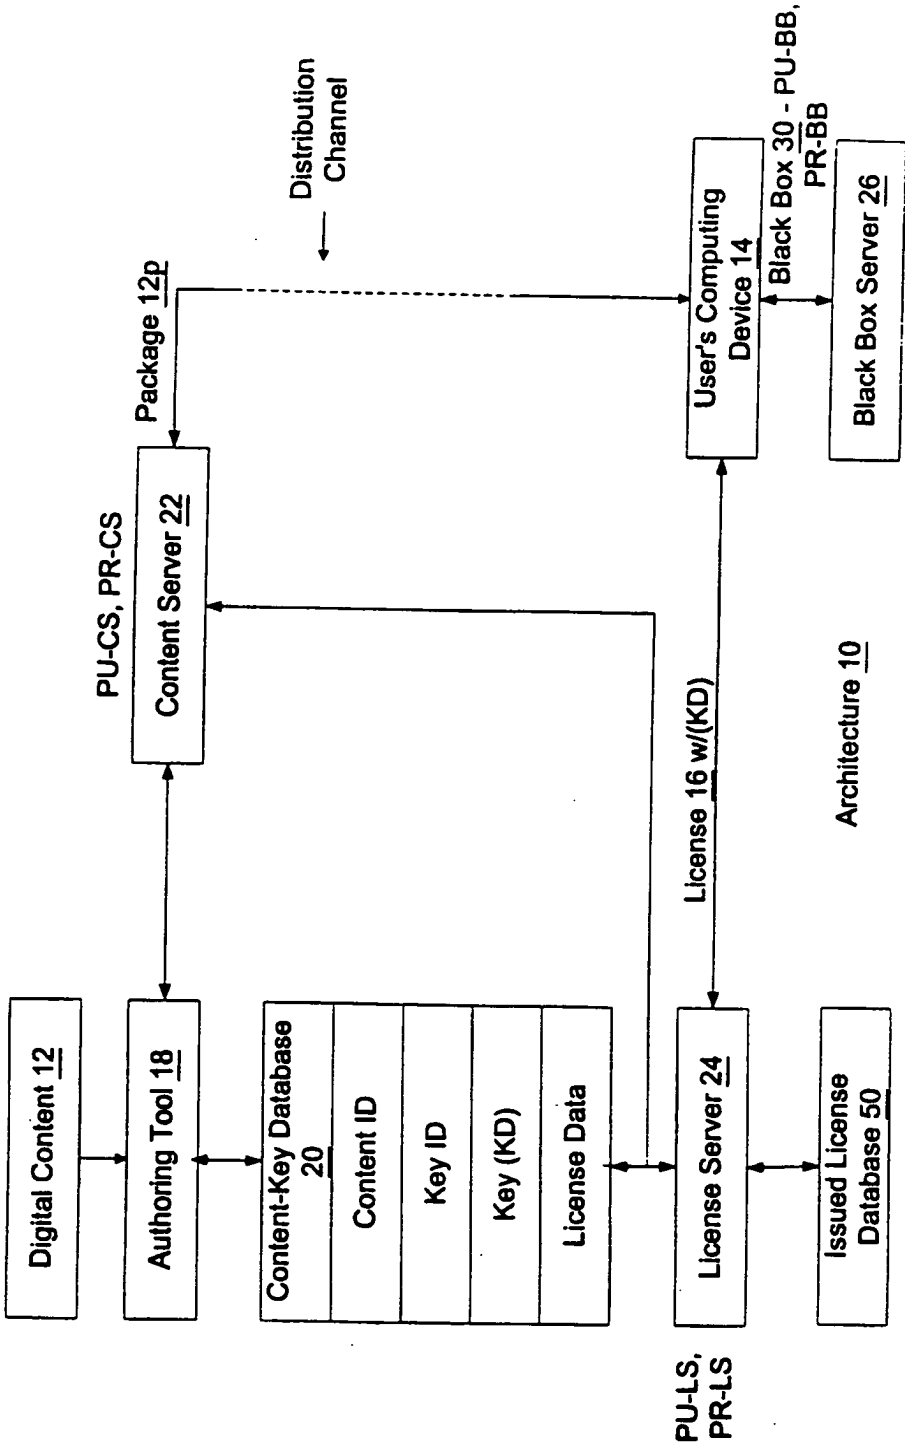 Digital Content 12
Authoring Tool 18
Content-Key Database
20
Content ID
Key ID
Key (KD)
License Data
PU-LS,
PR-LS
License Server 24
Issued License
Database 50
PU-CS, PR-CS
Content Server 22
Package 12p
Distribution
Channel
License 16 w/(KD)
User's Computing
Device 14
Black Box 30 - PU-BB,
PR-BB
Black Box Server 26
Architecture 10